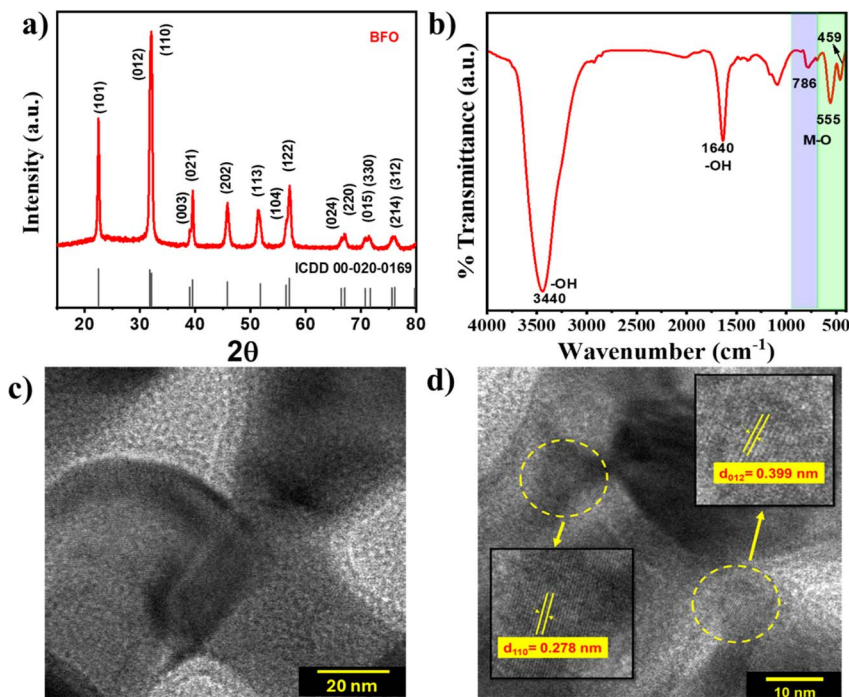 a)
BFO
Intensity (a.u.)
(101)
(012)
(110)
(003)
(021)
(202)
(113)
(104)
(122)
(024)
(220)
(015)
(330)
(214)
(312)
ICDD 00-020-0169
20 30 40 50 60 70 80
2θ
b)
% Transmittance (a.u.)
459
786
555
M-O
1640
-OH
-OH
3440
4000 3500 3000 2500 2000 1500 1000 500
Wavenumber (cm⁻¹)
c)
20 nm
d)
d₀₁₂= 0.399 nm
d₁₁₀= 0.278 nm
10 nm